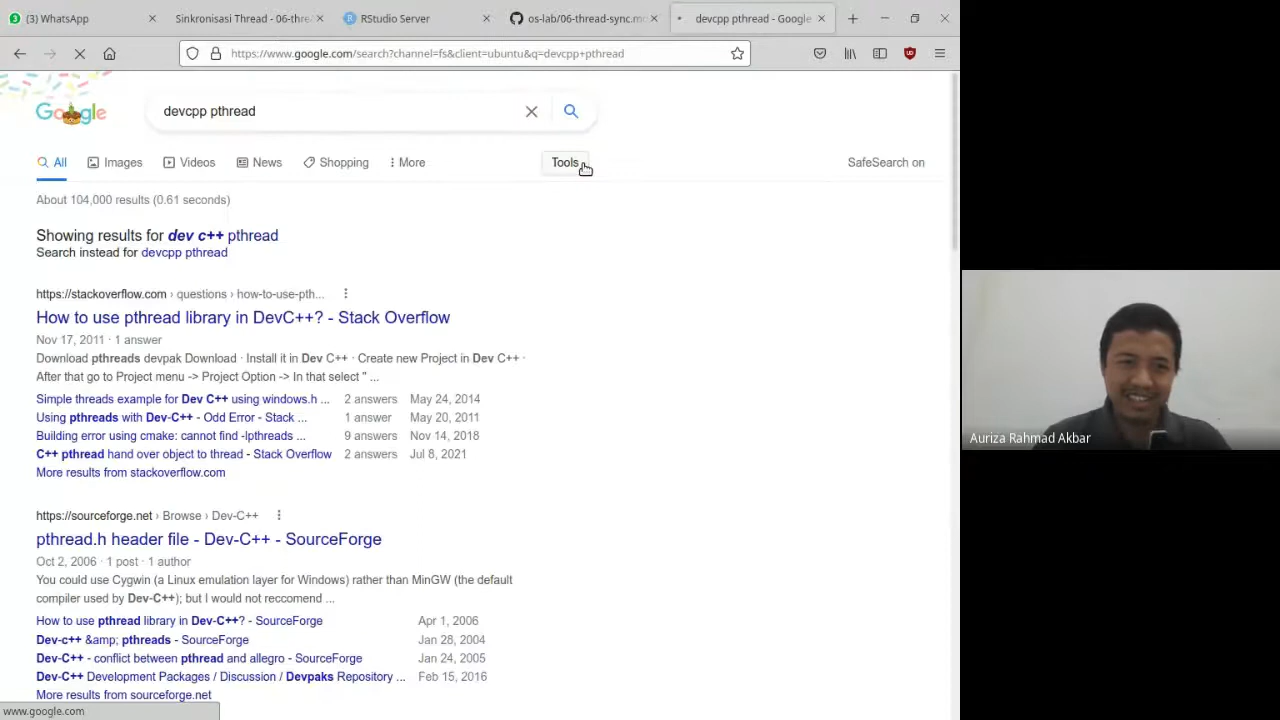 (3) WhatsApp
Sinkronisasi Thread - 06-thre
RStudio Server
os-lab/06-thread-sync.m
devcpp pthread - Google
https://www.google.com/search?channel=fs&client=ubuntu&q=devcpp+pthread
Google
devcpp pthread
All
Images
Videos
News
Shopping
More
Tools
SafeSearch on
About 104,000 results (0.61 seconds)
Showing results for dev c++ pthread
Search instead for devcpp pthread
https://stackoverflow.com › questions › how-to-use-pth...
How to use pthread library in DevC++? - Stack Overflow
Nov 17, 2011 · 1 answer
Download pthreads devpak Download · Install it in Dev C++ · Create new Project in Dev C++ ·
After that go to Project menu -> Project Option -> In that select " ...
Simple threads example for Dev C++ using windows.h ... 2 answers May 24, 2014
Using pthreads with Dev-C++ - Odd Error - Stack ... 1 answer May 20, 2011
Building error using cmake: cannot find -lpthreads ... 9 answers Nov 14, 2018
C++ pthread hand over object to thread - Stack Overflow 2 answers Jul 8, 2021
More results from stackoverflow.com
https://sourceforge.net › Browse › Dev-C++
pthread.h header file - Dev-C++ - SourceForge
Oct 2, 2006 · 1 post · 1 author
You could use Cygwin (a Linux emulation layer for Windows) rather than MinGW (the default
compiler used by Dev-C++); but I would not reccomend ...
How to use pthread library in Dev-C++? - SourceForge Apr 1, 2006
Dev-c++ &amp; pthreads - SourceForge Jan 28, 2004
Dev-C++ - conflict between pthread and allegro - SourceForge Jan 24, 2005
Dev-C++ Development Packages / Discussion / Devpaks Repository ... Feb 15, 2016
More results from sourceforge.net
www.google.com
Auriza Rahmad Akbar